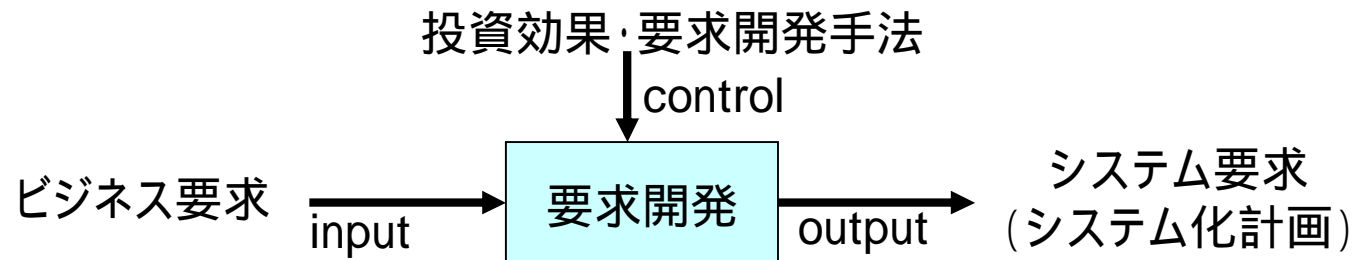 投資効果・要求開発手法
control
ビジネス要求
input
要求開発
output
システム要求
(システム化計画)